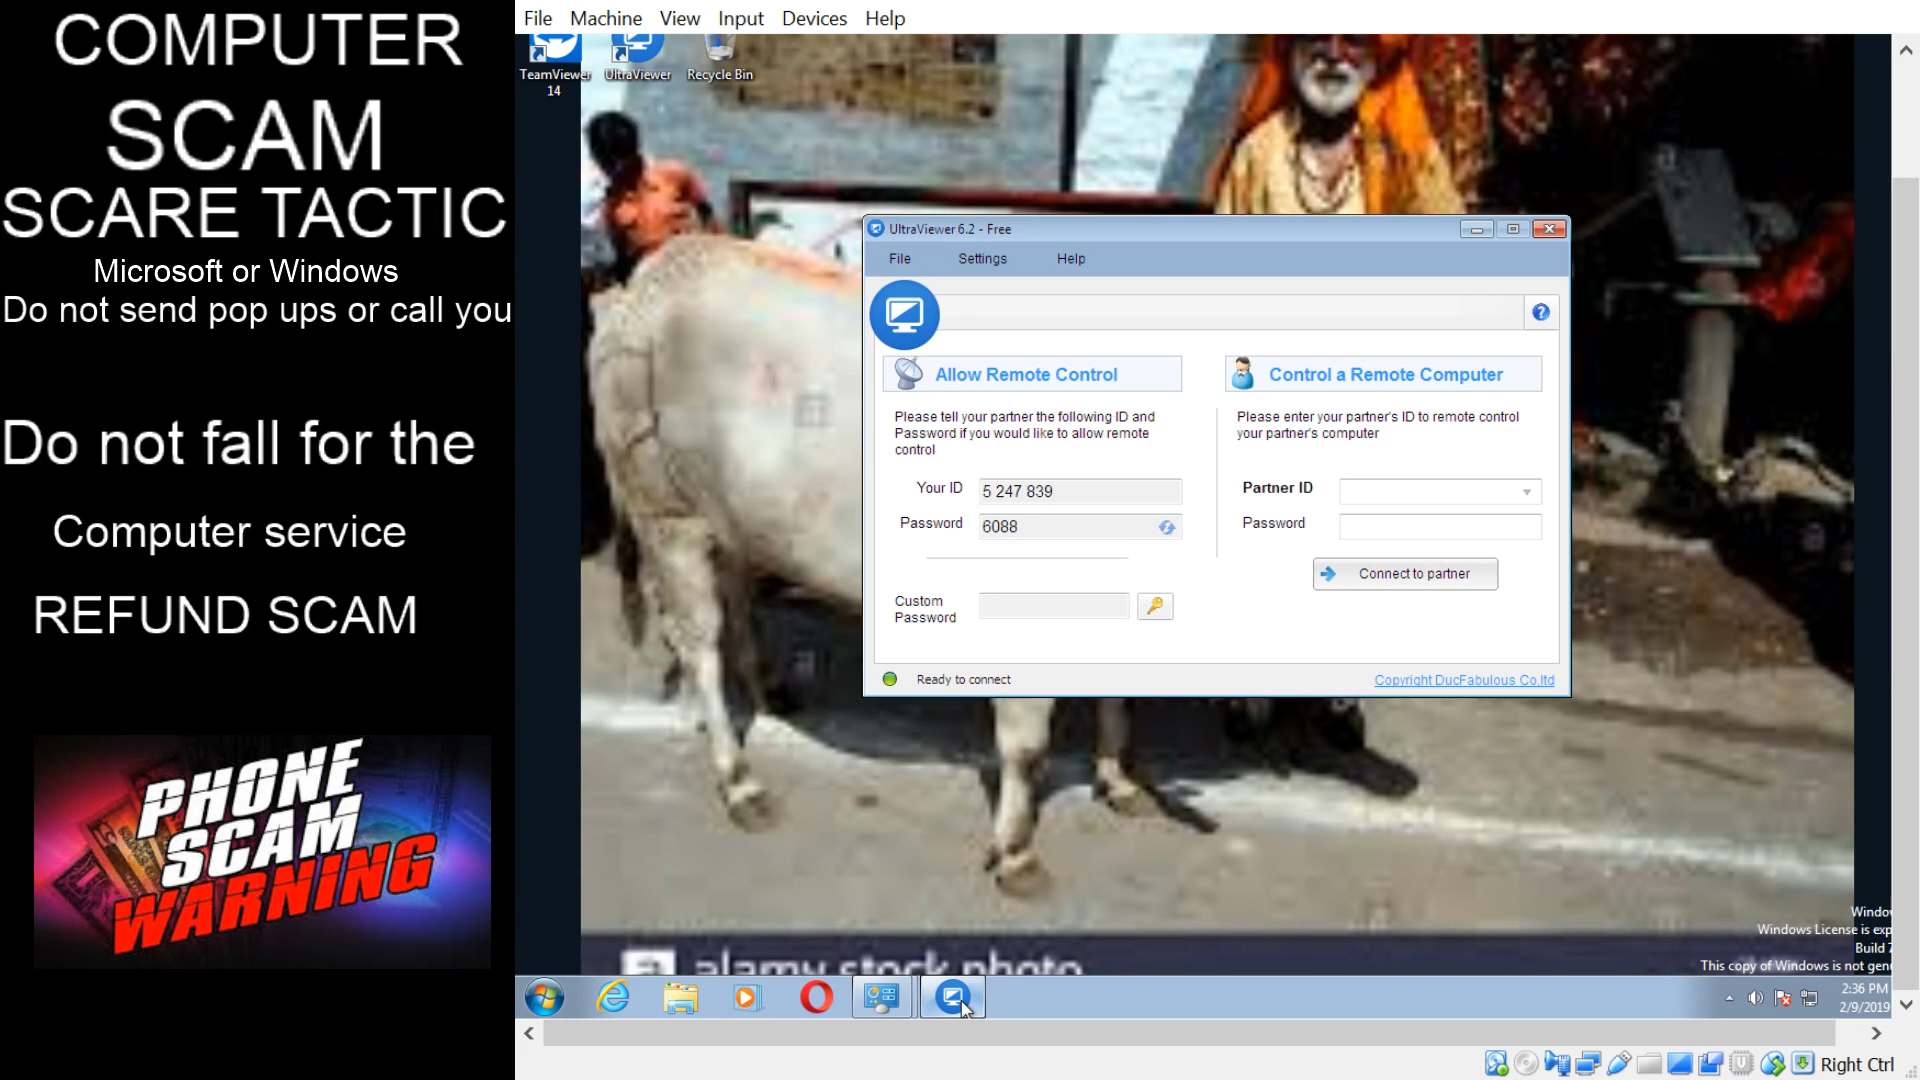 COMPUTER
SCAM
SCARE TACTIC
Microsoft or Windows
Do not send pop ups or call you
Do not fall for the
Computer service
REFUND SCAM
PHONE
SCAM
WARNING
File Machine View Input Devices Help
TeamViewer
14
UltraViewer
Recycle Bin
UltraViewer 6.2 - Free
File Settings Help
Allow Remote Control
Please tell your partner the following ID and
Password if you would like to allow remote
control
Your ID 5 247 839
Password 6088
Custom
Password
Ready to connect
Control a Remote Computer
Please enter your partner's ID to remote control
your partner's computer
Partner ID
Password
Connect to partner
Copyright DucFabulous Co,ltd
a alamy stock photo
Windo
Windows License is exp
Build 7
This copy of Windows is not genu
2:36 PM
2/9/2019
Right Ctrl